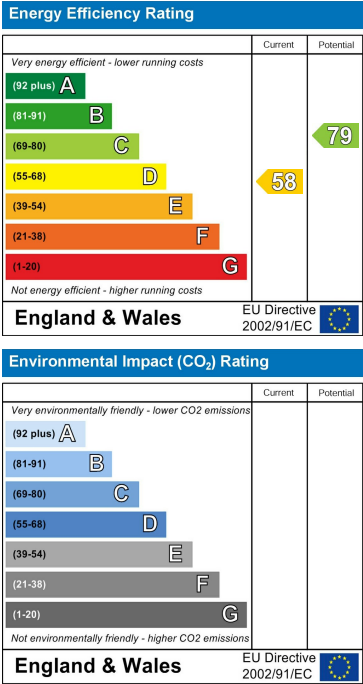 Energy Efficiency Rating
Current Potential
Very energy efficient - lower running costs
(92 plus) A
(81-91) B
(69-80) C
(55-68) D
(39-54) E
(21-38) F
(1-20) G
79
58
Not energy efficient - higher running costs
England & Wales
EU Directive
2002/91/EC
Environmental Impact (CO₂) Rating
Current Potential
Very environmentally friendly - lower CO2 emissions
(92 plus) A
(81-91) B
(69-80) C
(55-68) D
(39-54) E
(21-38) F
(1-20) G
Not environmentally friendly - higher CO2 emissions
England & Wales
EU Directive
2002/91/EC